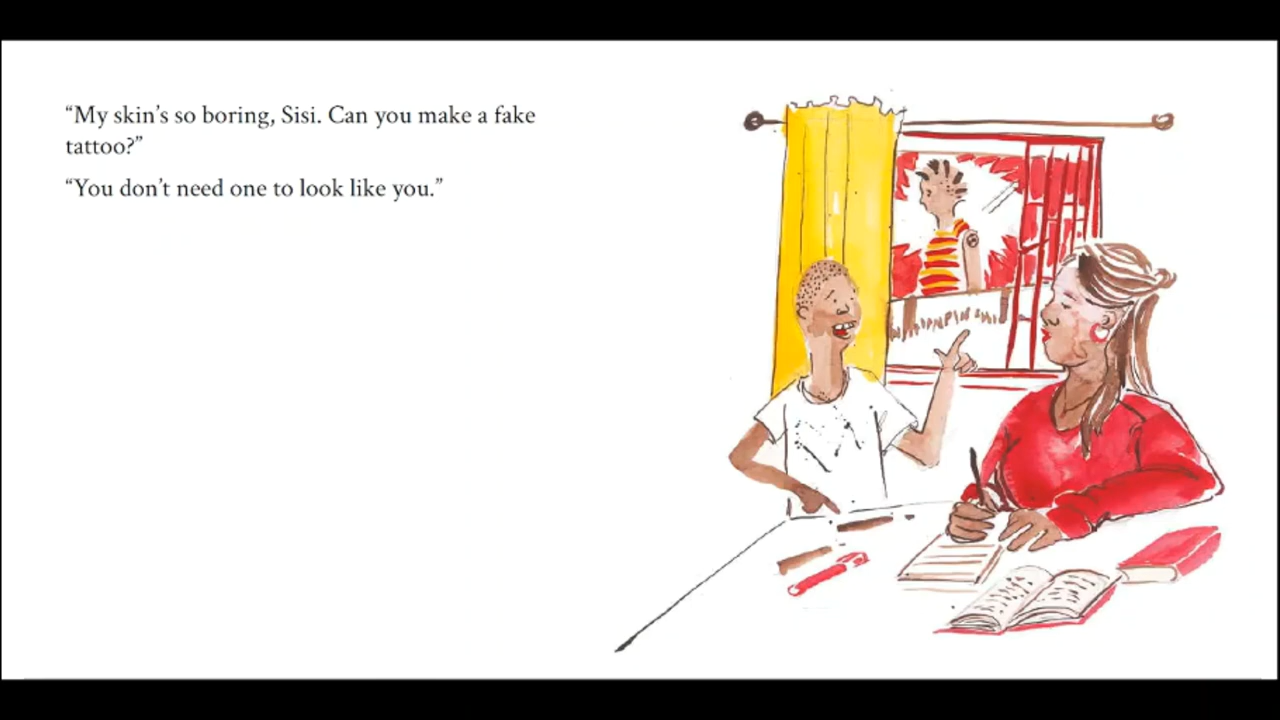 “My skin’s so boring, Sisi. Can you make a fake
tattoo?”
“You don’t need one to look like you.”